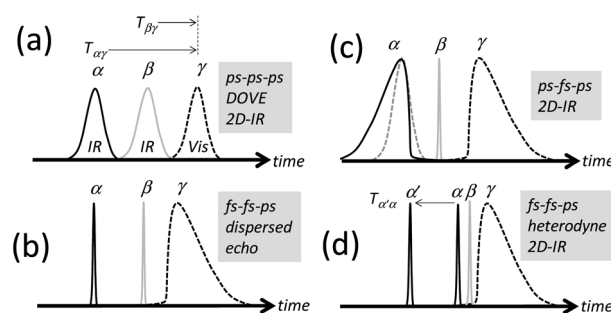 (a)
Tβγ
Tαγ
α β γ
IR IR Vis
time
ps-ps-ps
DOVE
2D-IR
(b)
α β γ
time
fs-fs-ps
dispersed
echo
(c)
α β γ
time
ps-fs-ps
2D-IR
(d)
Tα'α
α' α β γ
time
fs-fs-ps
heterodyne
2D-IR